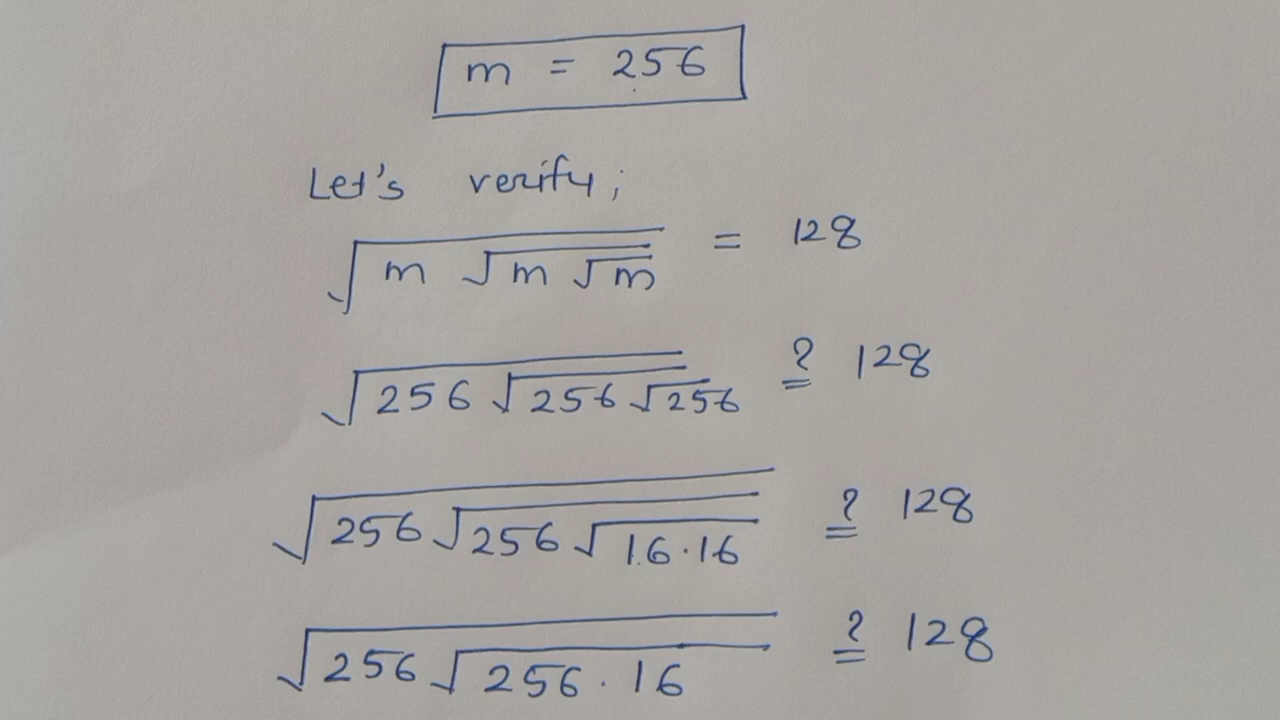 m = 256
Let's verify;
√(m √(m √m)) = 128
√(256 √(256 √256)) ≟ 128
√(256 √(256 √(16·16))) ≟ 128
√(256 √(256·16)) ≟ 128